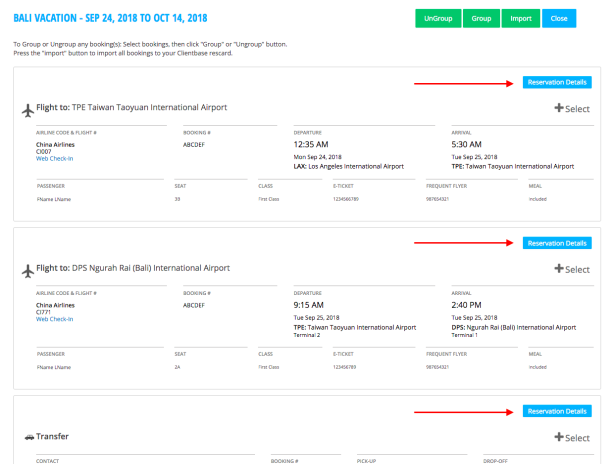 BALI VACATION - SEP 24, 2018 TO OCT 14, 2018
UnGroup Group Import Close
To Group or Ungroup any booking(s): Select bookings, then click "Group" or "Ungroup" button.
Press the "import" button to import all bookings to your Clientbase rescard.
Reservation Details
Flight to: TPE Taiwan Taoyuan International Airport
Select
AIRLINE CODE & FLIGHT # BOOKING # DEPARTURE ARRIVAL
China Airlines ABCDEF 12:35 AM 5:30 AM
CI007
Web Check-In Mon Sep 24, 2018 Tue Sep 25, 2018
LAX: Los Angeles International Airport TPE: Taiwan Taoyuan International Airport
PASSENGER SEAT CLASS E-TICKET FREQUENT FLYER MEAL
FName LName 39 First Class 1234566789 987654321 included
Reservation Details
Flight to: DPS Ngurah Rai (Bali) International Airport
Select
AIRLINE CODE & FLIGHT # BOOKING # DEPARTURE ARRIVAL
China Airlines ABCDEF 9:15 AM 2:40 PM
CI771
Web Check-In Tue Sep 25, 2018 Tue Sep 25, 2018
TPE: Taiwan Taoyuan International Airport DPS: Ngurah Rai (Bali) International Airport
Terminal 2 Terminal 1
PASSENGER SEAT CLASS E-TICKET FREQUENT FLYER MEAL
FName LName 2A First Class 123456789 987654321 included
Reservation Details
Transfer
Select
CONTACT BOOKING # PICK-UP DROP-OFF